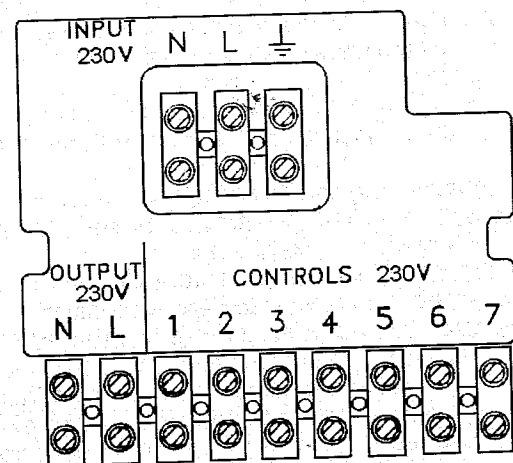 INPUT
230V N L ⏚
OUTPUT
230V CONTROLS 230V
N L 1 2 3 4 5 6 7